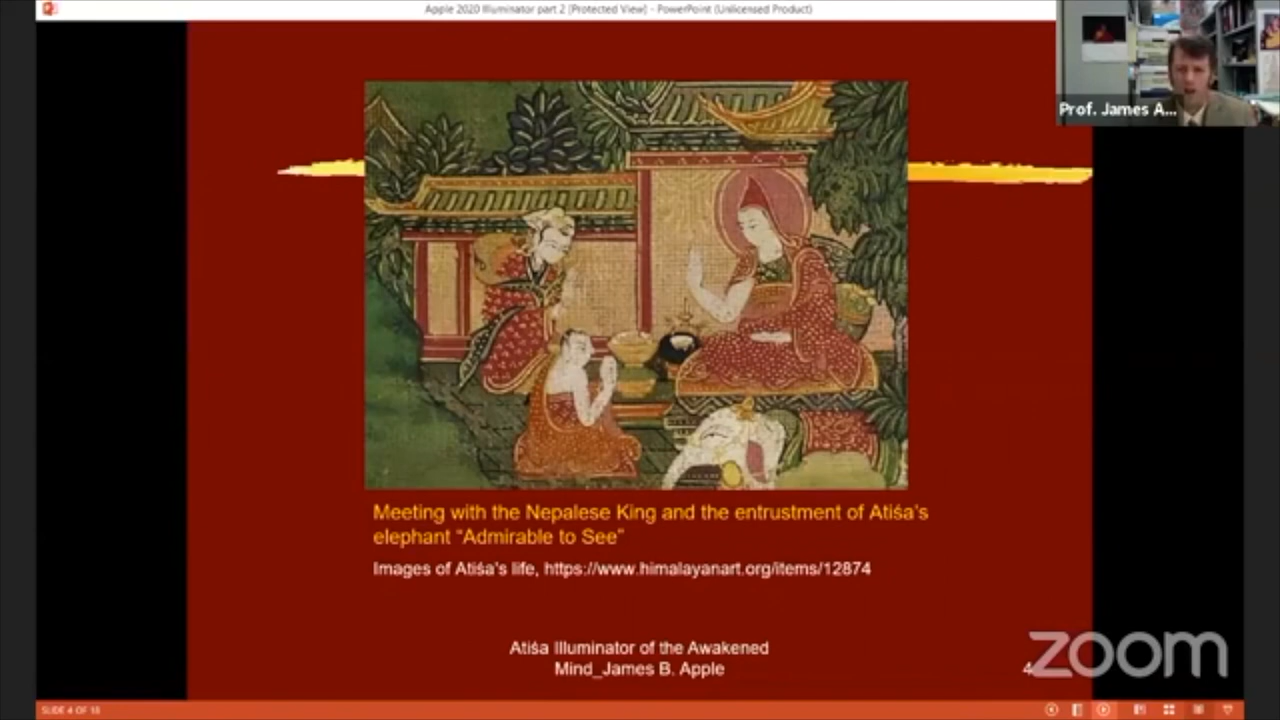 Apple 2020 Illuminator part 2 [Protected View] - PowerPoint (Unlicensed Product)
Prof. James A...
Meeting with the Nepalese King and the entrustment of Atiśa's
elephant “Admirable to See”
Images of Atiśa's life, https://www.himalayanart.org/items/12874
Atiśa Illuminator of the Awakened
Mind_James B. Apple
4
zoom
SLIDE 4 OF 18